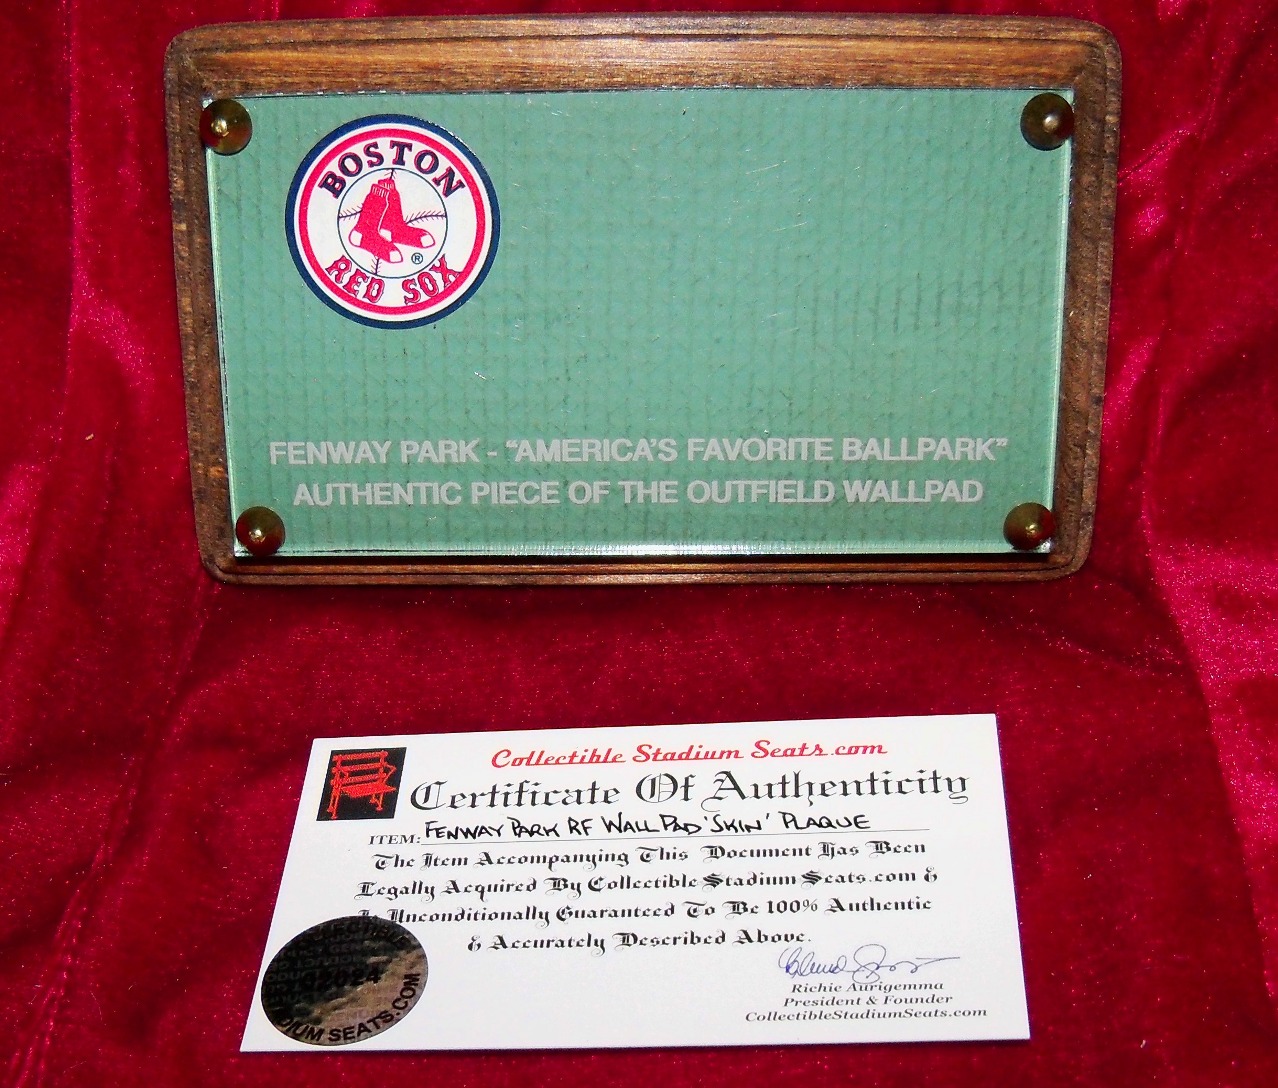 BOSTON
RED SOX
®
FENWAY PARK - “AMERICA’S FAVORITE BALLPARK”
AUTHENTIC PIECE OF THE OUTFIELD WALLPAD
Collectible Stadium Seats.com
Certificate Of Authenticity
ITEM: FENWAY PARK RF WALL PAD 'SKIN' PLAQUE
The Item Accompanying This Document Has Been
Legally Acquired By Collectible Stadium Seats.com &
Is Unconditionally Guaranteed To Be 100% Authentic
& Accurately Described Above.
Richie Aurigemma
President & Founder
CollectibleStadiumSeats.com
SEATS.COM